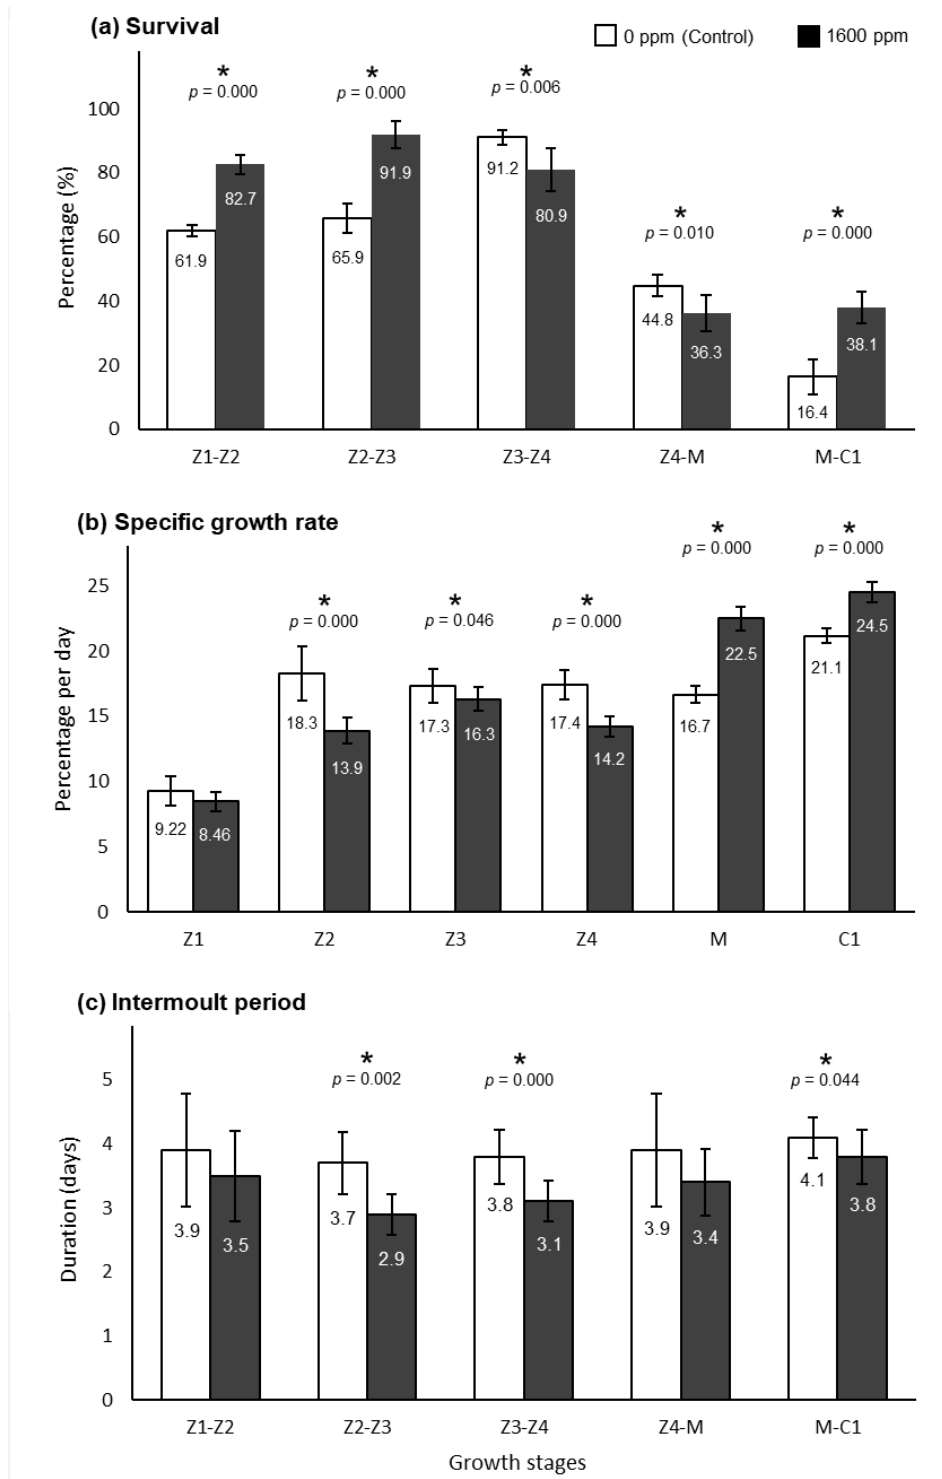 (a) Survival
0 ppm (Control)
1600 ppm
Percentage (%)
100
80
60
40
20
0
*
p = 0.000
*
p = 0.000
*
p = 0.006
*
p = 0.010
*
p = 0.000
61.9
82.7
65.9
91.9
91.2
80.9
44.8
36.3
16.4
38.1
Z1-Z2
Z2-Z3
Z3-Z4
Z4-M
M-C1
(b) Specific growth rate
Percentage per day
25
20
15
10
5
0
*
p = 0.000
*
p = 0.046
*
p = 0.000
*
p = 0.000
*
p = 0.000
9.22
8.46
18.3
13.9
17.3
16.3
17.4
14.2
16.7
22.5
21.1
24.5
Z1
Z2
Z3
Z4
M
C1
(c) Intermoult period
Duration (days)
5
4
3
2
1
0
*
p = 0.002
*
p = 0.000
*
p = 0.044
3.9
3.5
3.7
2.9
3.8
3.1
3.9
3.4
4.1
3.8
Z1-Z2
Z2-Z3
Z3-Z4
Z4-M
M-C1
Growth stages